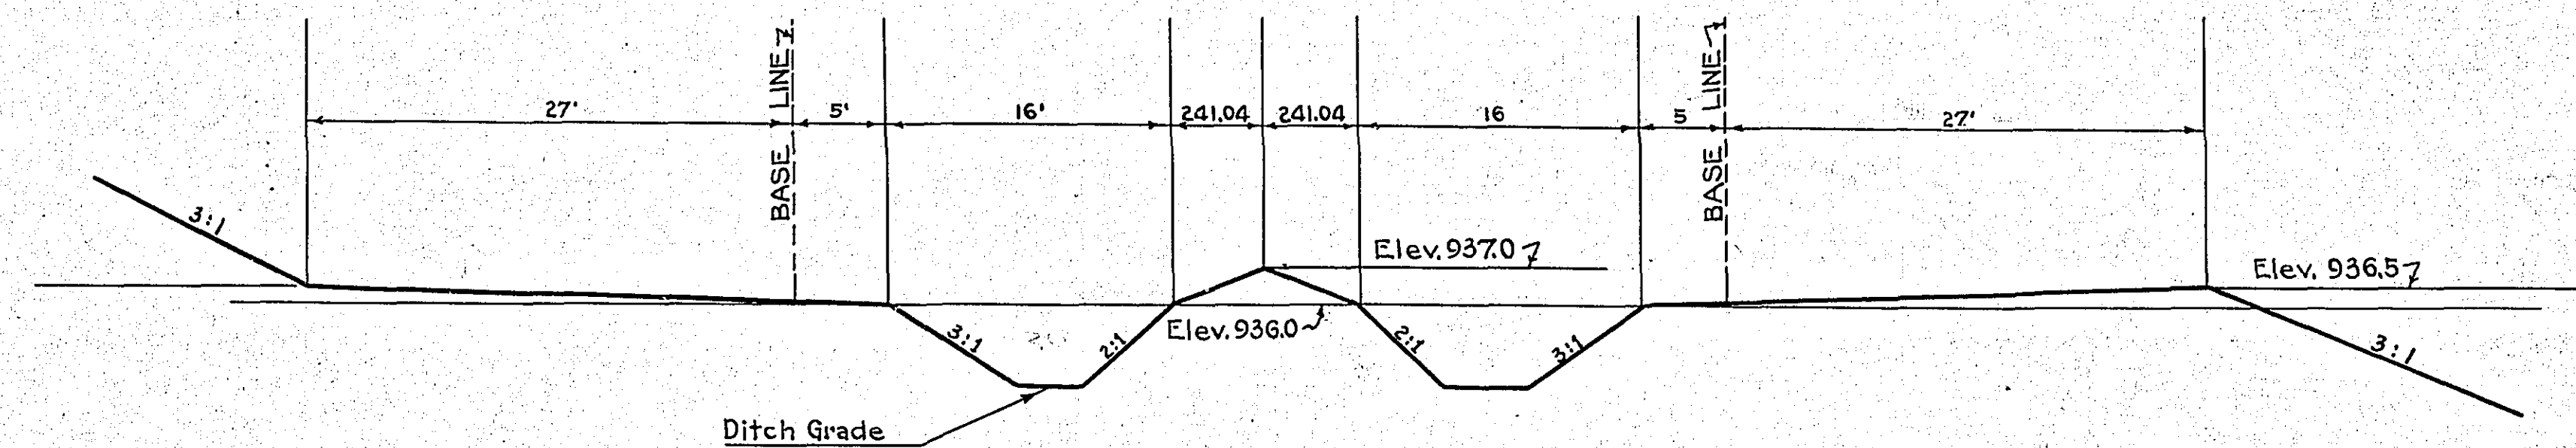 BASE LINE
BASE LINE
27'
5'
16'
241.04
241.04
16
5
27'
3:1
Elev. 937.0
Elev. 936.5
3:1
2:1
Elev. 936.0
2:1
3:1
3:1
Ditch Grade